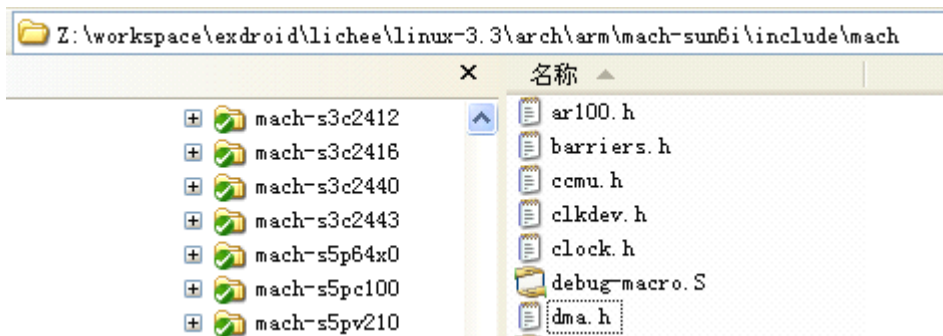 Z:\workspace\exdroid\lichee\linux-3.3\arch\arm\mach-sun6i\include\mach
名称
mach-s3c2412
mach-s3c2416
mach-s3c2440
mach-s3c2443
mach-s5p64x0
mach-s5pc100
mach-s5pv210
ar100.h
barriers.h
ccmu.h
clkdev.h
clock.h
debug-macro.S
dma.h